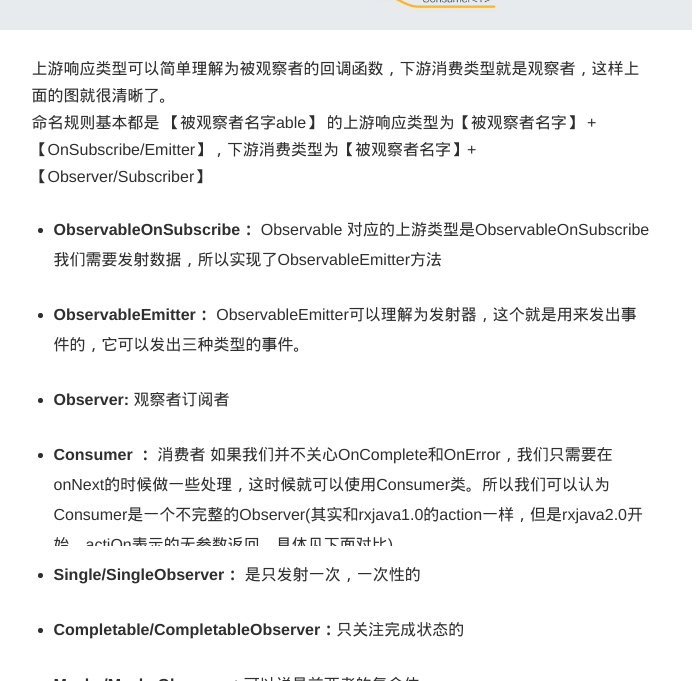 Consumer<T>
上游响应类型可以简单理解为被观察者的回调函数，下游消费类型就是观察者，这样上
面的图就很清晰了。
命名规则基本都是 【被观察者名字able】 的上游响应类型为【被观察者名字】 +
【OnSubscribe/Emitter】，下游消费类型为【被观察者名字】+
【Observer/Subscriber】
• ObservableOnSubscribe： Observable 对应的上游类型是ObservableOnSubscribe
我们需要发射数据，所以实现了ObservableEmitter方法
• ObservableEmitter： ObservableEmitter可以理解为发射器，这个就是用来发出事
件的，它可以发出三种类型的事件。
• Observer: 观察者订阅者
• Consumer ： 消费者 如果我们并不关心OnComplete和OnError，我们只需要在
onNext的时候做一些处理，这时候就可以使用Consumer类。所以我们可以认为
Consumer是一个不完整的Observer(其实和rxjava1.0的action一样，但是rxjava2.0开
始，actiOn表示的无参数返回，具体见下面对比)
• Single/SingleObserver： 是只发射一次，一次性的
• Completable/CompletableObserver：只关注完成状态的
• Maybe/MaybeObserver：可以说是前两者的复合体